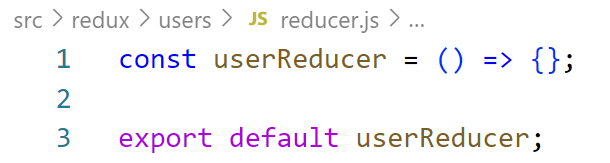 src > redux > users > JS reducer.js > ...
1 const userReducer = () => {};
2
3 export default userReducer;